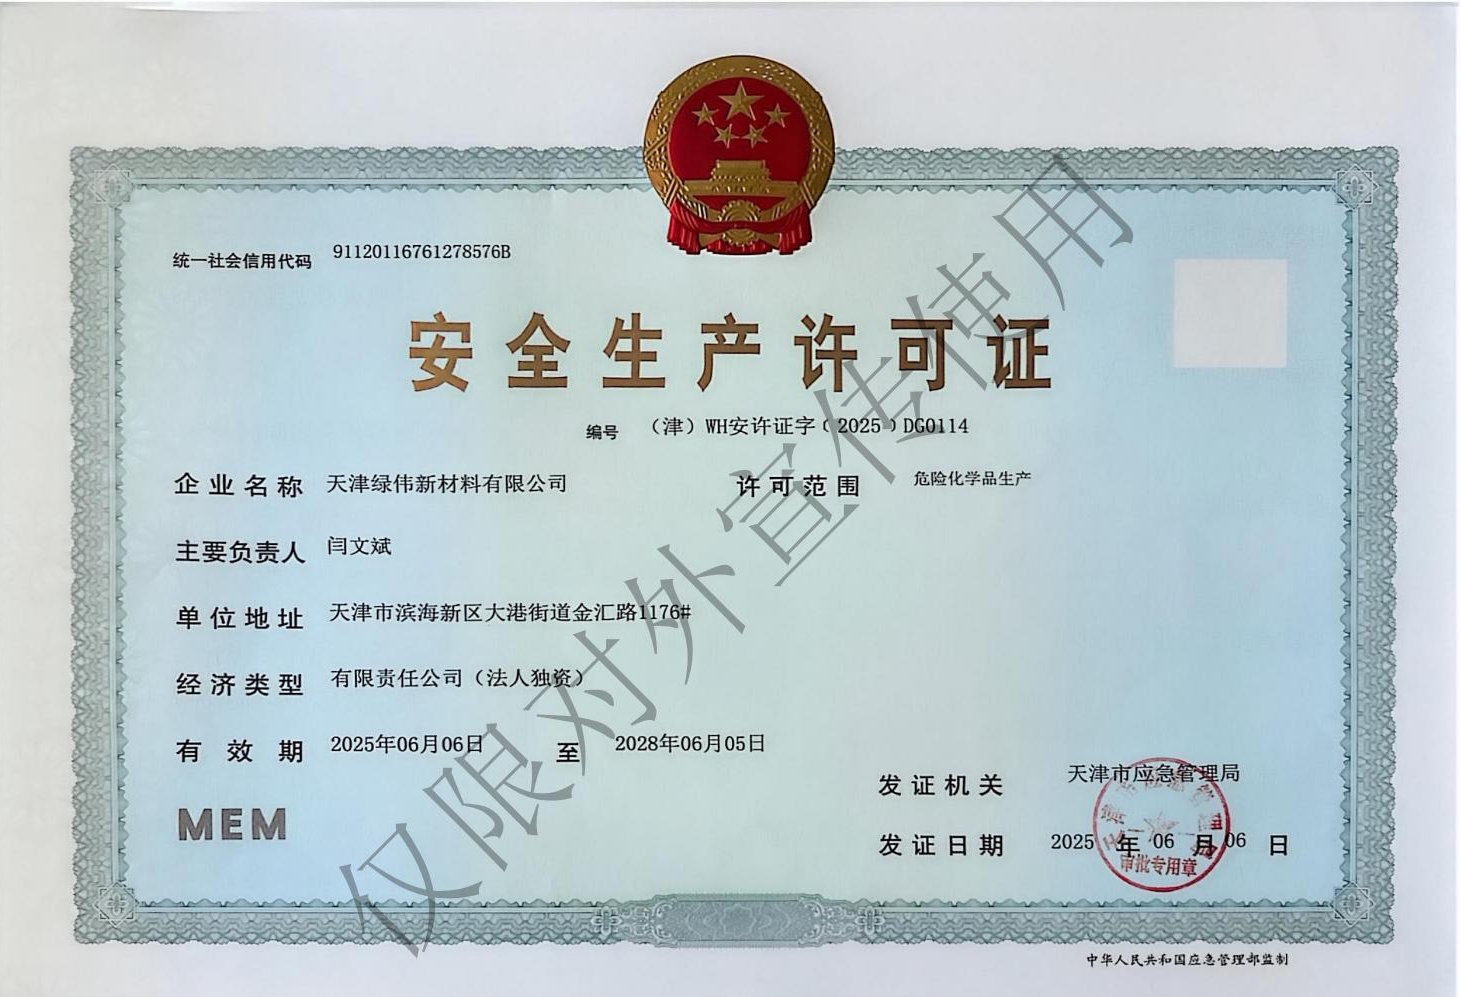 统一社会信用代码 91120116761278576B
安全生产许可证
编号 （津）WH安许证字﹝2025﹞DG0114
企业名称 天津绿伟新材料有限公司 许可范围 危险化学品生产
主要负责人 闫文斌
单位地址 天津市滨海新区大港街道金汇路1176#
经济类型 有限责任公司（法人独资）
有效期 2025年06月06日 至 2028年06月05日
发证机关 天津市应急管理局
MEM
发证日期 2025 年 06 月 06 日
审批专用章
中华人民共和国应急管理部监制
仅限对外宣传使用